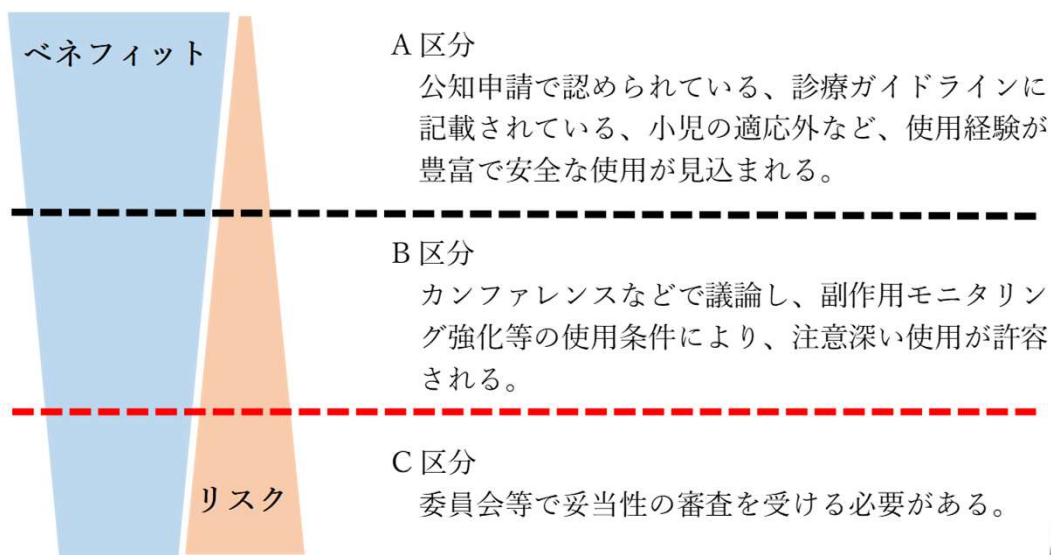 ベネフィット
A 区分
公知申請で認められている、診療ガイドラインに
記載されている、小児の適応外など、使用経験が
豊富で安全な使用が見込まれる。
B 区分
カンファレンスなどで議論し、副作用モニタリン
グ強化等の使用条件により、注意深い使用が許容
される。
リスク
C 区分
委員会等で妥当性の審査を受ける必要がある。